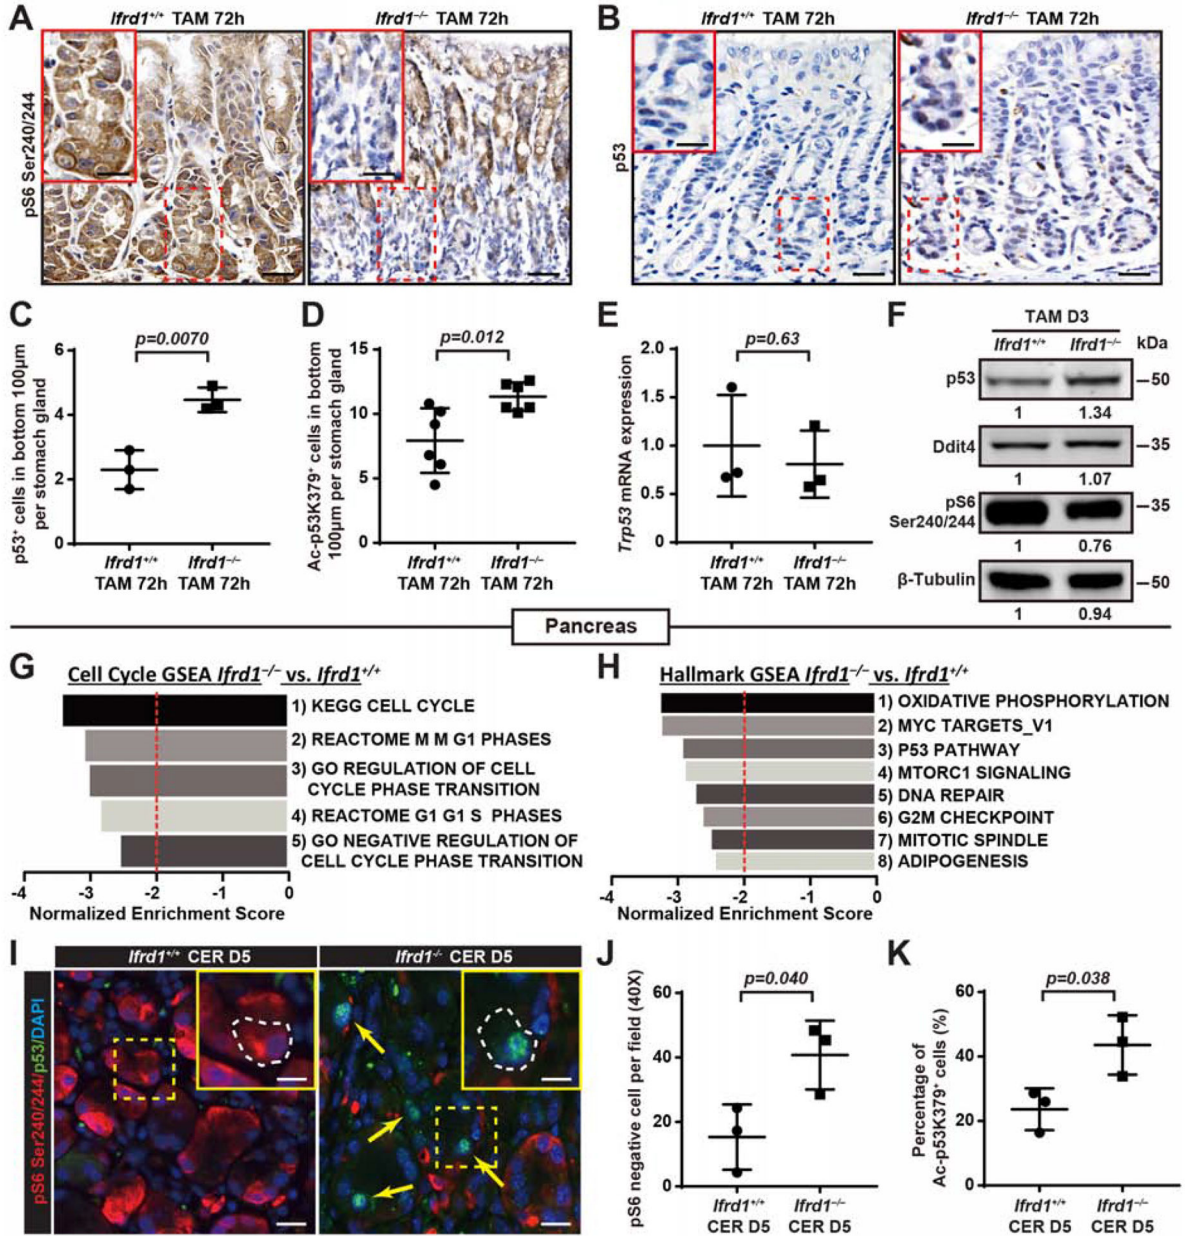 A
Ifrd1+/+ TAM 72h
Ifrd1–/– TAM 72h
pS6 Ser240/244
B
Ifrd1+/+ TAM 72h
Ifrd1–/– TAM 72h
p53
C
p=0.0070
6
4
2
0
p53+ cells in bottom 100µm
per stomach gland
Ifrd1+/+
TAM 72h
Ifrd1–/–
TAM 72h
D
p=0.012
15
10
5
0
Ac-p53K379+ cells in bottom
100µm per stomach gland
Ifrd1+/+
TAM 72h
Ifrd1–/–
TAM 72h
E
p=0.63
2.0
1.5
1.0
0.5
0
Trp53 mRNA expression
Ifrd1+/+
TAM 72h
Ifrd1–/–
TAM 72h
F
TAM D3
Ifrd1+/+ Ifrd1–/– kDa
p53 –50
1 1.34
Ddit4 –35
1 1.07
pS6
Ser240/244
–35
1 0.76
β-Tubulin –50
1 0.94
Pancreas
G
Cell Cycle GSEA Ifrd1–/– vs. Ifrd1+/+
1) KEGG CELL CYCLE
2) REACTOME M M G1 PHASES
3) GO REGULATION OF CELL
CYCLE PHASE TRANSITION
4) REACTOME G1 G1 S PHASES
5) GO NEGATIVE REGULATION OF
CELL CYCLE PHASE TRANSITION
-4 -3 -2 -1 -0
Normalized Enrichment Score
H
Hallmark GSEA Ifrd1–/– vs. Ifrd1+/+
1) OXIDATIVE PHOSPHORYLATION
2) MYC TARGETS_V1
3) P53 PATHWAY
4) MTORC1 SIGNALING
5) DNA REPAIR
6) G2M CHECKPOINT
7) MITOTIC SPINDLE
8) ADIPOGENESIS
-4 -3 -2 -1 0
Normalized Enrichment Score
I
Ifrd1+/+ CER D5
Ifrd1-/- CER D5
pS6 Ser240/244/p53/DAPI
J
p=0.040
60
40
20
0
pS6 negative cell per field (40X)
Ifrd1+/+
CER D5
Ifrd1–/–
CER D5
K
p=0.038
60
40
20
0
Percentage of
Ac-p53K379+ cells (%)
Ifrd1+/+
CER D5
Ifrd1–/–
CER D5